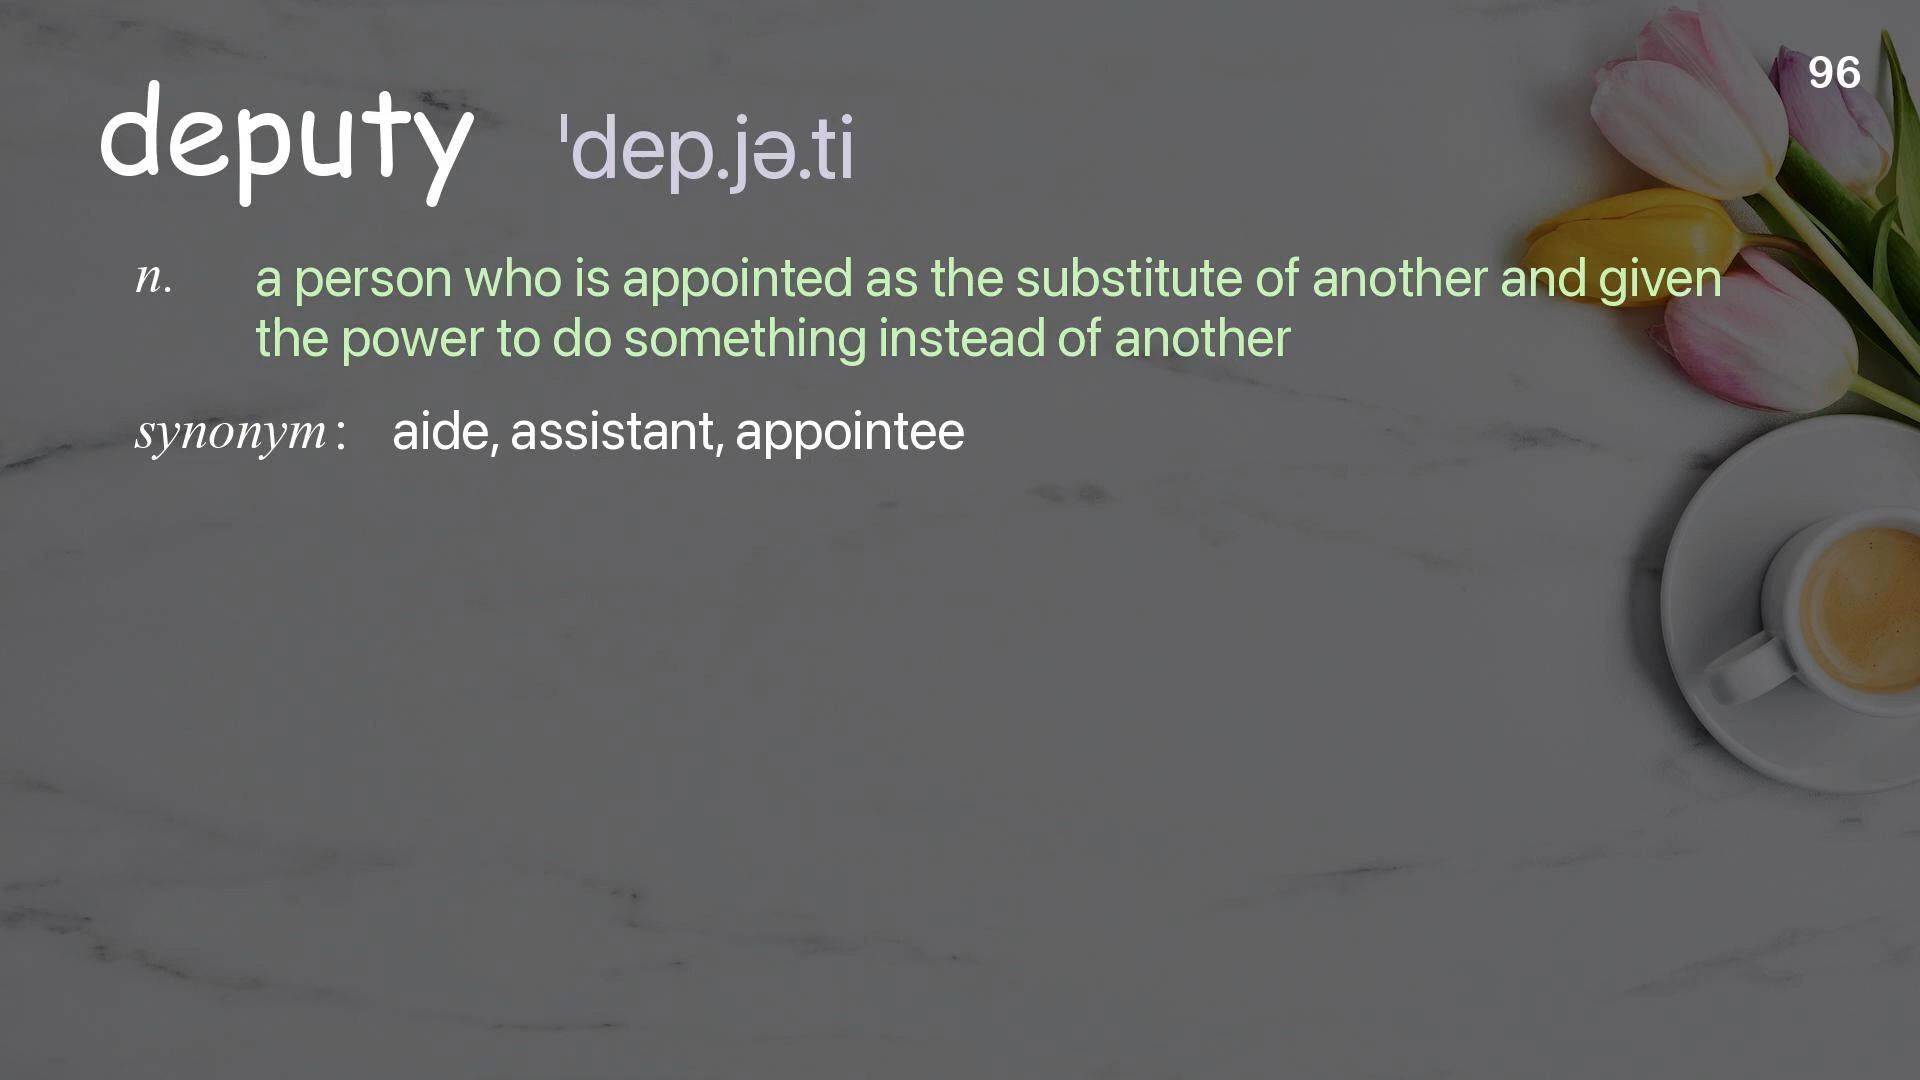 96
deputy ˈdep.jə.ti
n. a person who is appointed as the substitute of another and given
the power to do something instead of another
synonym: aide, assistant, appointee